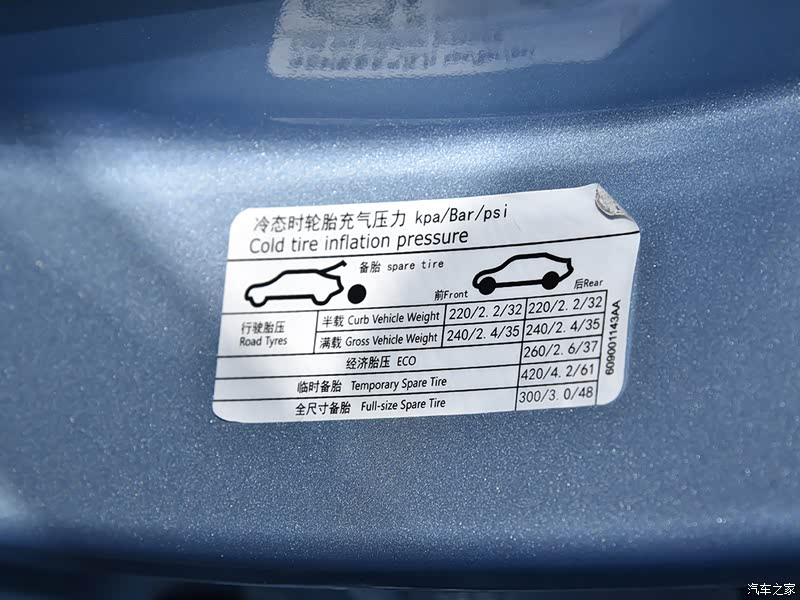 冷态时轮胎充气压力 kpa/Bar/psi
Cold tire inflation pressure
备胎 spare tire
前Front
后Rear
行驶胎压
Road Tyres
半载 Curb Vehicle Weight 220/2.2/32 220/2.2/32
满载 Gross Vehicle Weight 240/2.4/35 240/2.4/35
经济胎压 ECO 260/2.6/37
临时备胎 Temporary Spare Tire 420/4.2/61
全尺寸备胎 Full-size Spare Tire 300/3.0/48
609001143AA
汽车之家